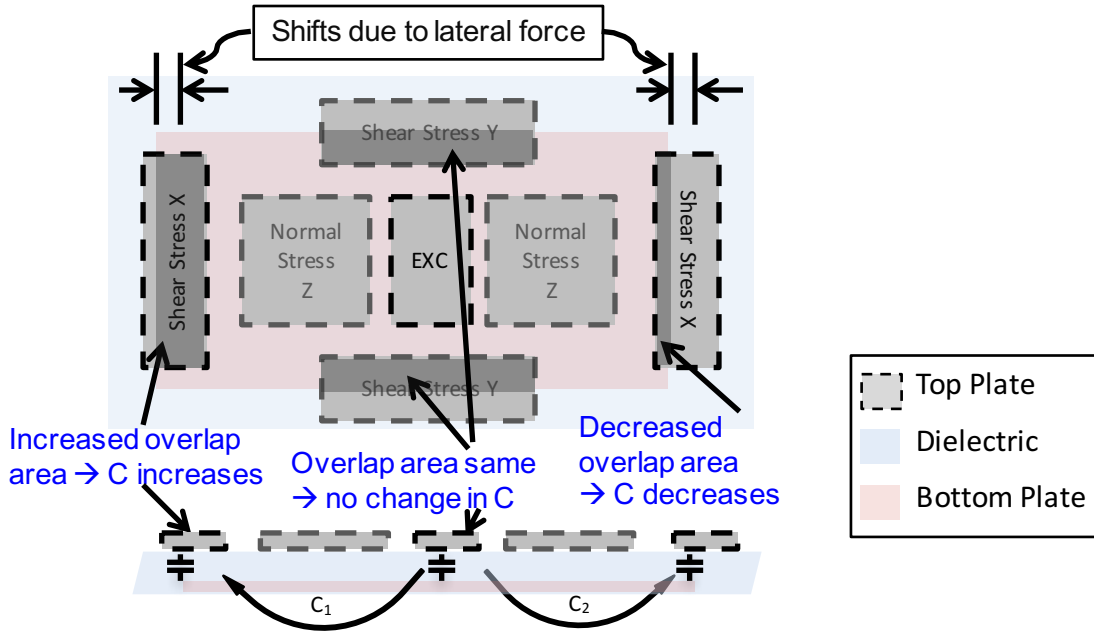 Shifts due to lateral force
Shear Stress Y
Shear Stress X
Normal
Stress
Z
EXC
Normal
Stress
Z
Shear Stress X
Shear Stress Y
Increased overlap
area → C increases
Overlap area same
→ no change in C
Decreased
overlap area
→ C decreases
Top Plate
Dielectric
Bottom Plate
C₁
C₂